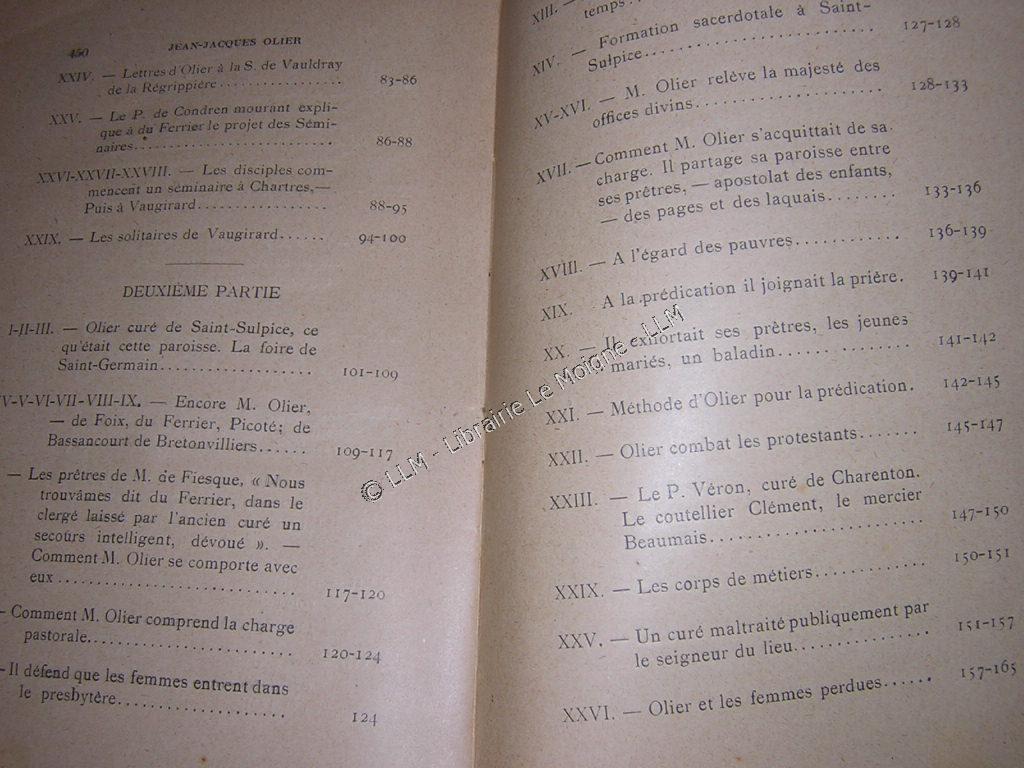 450 JEAN-JACQUES OLIER
XXIV. — Lettres d'Olier à la S. de Vauldray
de la Régrippière.................. 83-86
XXV. — Le P. de Condren mourant expli-
que à du Ferrier le projet des Sémi-
naires............................ 86-88
XXVI-XXVII-XXVIII. — Les disciples com-
mencent un séminaire à Chartres,—
Puis à Vaugirard.................. 88-95
XXIX. — Les solitaires de Vaugirard...... 94-100
DEUXIÈME PARTIE
I-II-III. — Olier curé de Saint-Sulpice, ce
qu'était cette paroisse. La foire de
Saint-Germain.................... 101-109
V-V-VI-VII-VIII-IX. — Encore M. Olier,
— de Foix, du Ferrier, Picoté; de
Bassancourt de Bretonvilliers...... 109-117
— Les prêtres de M. de Fiesque, « Nous
trouvâmes dit du Ferrier, dans le
clergé laissé par l'ancien curé un
secours intelligent, dévoué ». —
Comment M. Olier se comporte avec
eux.............................. 117-120
— Comment M. Olier comprend la charge
pastorale.......................... 120-124
— Il défend que les femmes entrent dans
le presbytère...................... 124
XIII. — 
temps..
XIV. — Formation sacerdotale à Saint-
Sulpice............................ 127-128
XV-XVI. — M. Olier relève la majesté des
offices divins...................... 128-133
XVII. — Comment M. Olier s'acquittait de sa
charge. Il partage sa paroisse entre
ses prêtres, — apostolat des enfants,
— des pages et des laquais........ 133-136
XVIII. — A l'égard des pauvres........... 136-139
XIX. A la prédication il joignait la prière. 139-141
XX. — Il exhortait ses prêtres, les jeunes
mariés, un baladin................ 141-142
XXI. — Méthode d'Olier pour la prédication. 142-145
XXII. — Olier combat les protestants....... 145-147
XXIII. — Le P. Véron, curé de Charenton.
Le coutellier Clément, le mercier
Beaumais.......................... 147-150
XXIX. — Les corps de métiers............ 150-151
XXV. — Un curé maltraité publiquement par
le seigneur du lieu................ 151-157
XXVI. — Olier et les femmes perdues...... 157-165
© LLM - Librairie Le Moigne - LLM